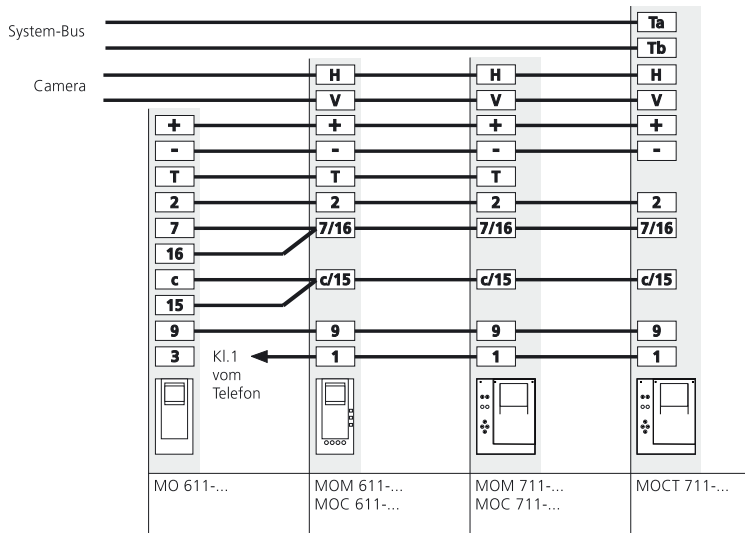 System-Bus
Ta
Tb
Camera
H H H
V V V
+ + + +
- - - -
T T T
2 2 2 2
7 7/16 7/16 7/16
16
c c/15 c/15 c/15
15
9 9 9 9
3 Kl.1 1 1 1
vom
Telefon
MO 611-... MOM 611-... MOM 711-... MOCT 711-...
MOC 611-... MOC 711-...